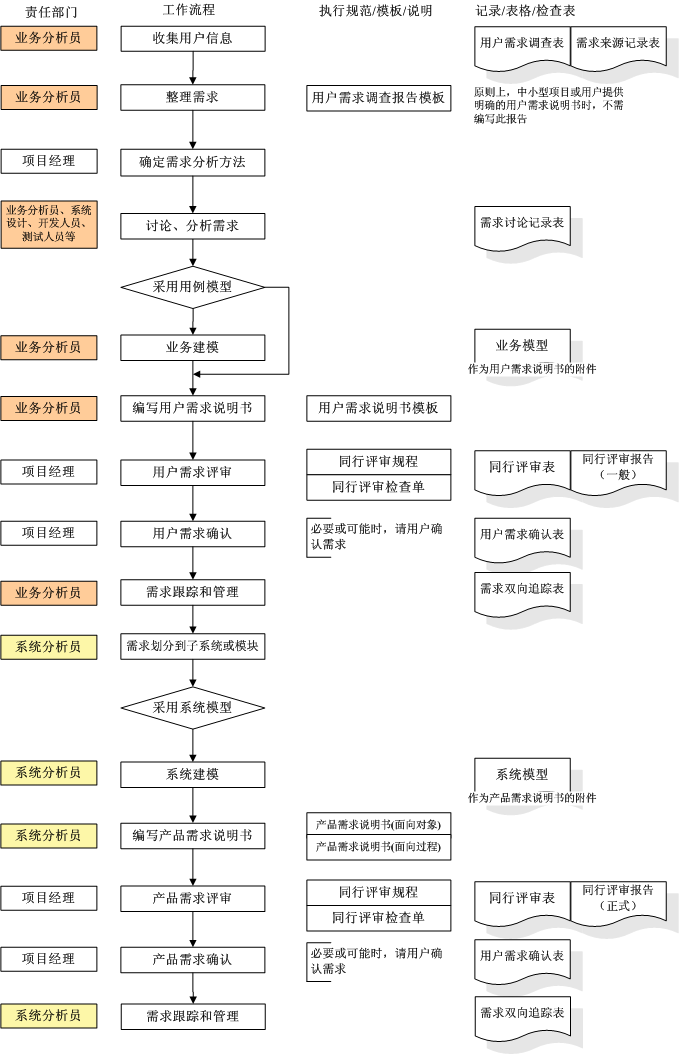 责任部门 工作流程 执行规范/模板/说明 记录/表格/检查表
业务分析员 收集用户信息 用户需求调查表 需求来源记录表
业务分析员 整理需求 用户需求调查报告模板
原则上，中小型项目或用户提供
明确的用户需求说明书时，不需
编写此报告
项目经理 确定需求分析方法
业务分析员、系统
设计、开发人员、
测试人员等
讨论、分析需求 需求讨论记录表
采用用例模型
业务分析员 业务建模 业务模型
作为用户需求说明书的附件
业务分析员 编写用户需求说明书 用户需求说明书模板
项目经理 用户需求评审
同行评审规程
同行评审检查单
同行评审表
同行评审报告
（一般）
项目经理 用户需求确认
必要或可能时，请用户确
认需求
用户需求确认表
业务分析员 需求跟踪和管理 需求双向追踪表
系统分析员 需求划分到子系统或模块
采用系统模型
系统分析员 系统建模 系统模型
作为产品需求说明书的附件
系统分析员 编写产品需求说明书
产品需求说明书(面向对象)
产品需求说明书(面向过程)
项目经理 产品需求评审
同行评审规程
同行评审检查单
同行评审表
同行评审报告
（正式）
项目经理 产品需求确认
必要或可能时，请用户确
认需求
用户需求确认表
系统分析员 需求跟踪和管理 需求双向追踪表